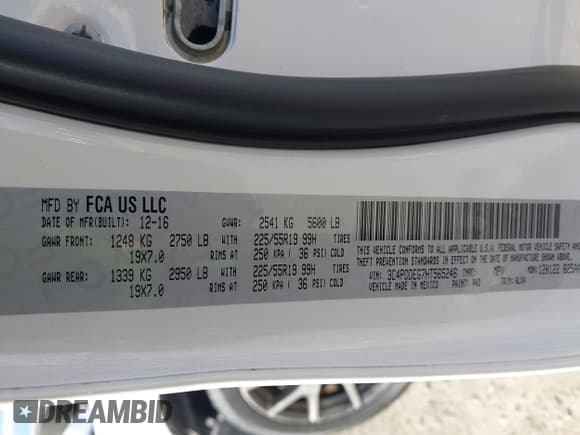 MFD BY FCA US LLC
DATE OF MFR(BUILT): 12-16 GVWR: 2541 KG 5600 LB
GAWR FRONT: 1248 KG 2750 LB WITH 225/55R19 99H TIRES
19X7.0 RIMS AT 250 KPA ( 36 PSI) COLD
GAWR REAR: 1339 KG 2950 LB WITH 225/55R19 99H TIRES
19X7.0 RIMS AT 250 KPA ( 36 PSI) COLD
THIS VEHICLE CONFORMS TO ALL APPLICABLE U.S.A. FEDERAL MOTOR VEHICLE SAFETY AND
THEFT PREVENTION STANDARDS IN EFFECT ON THE DATE OF MANUFACTURE SHOWN ABOVE.
VIN: 3C4PDDEG7HT565246 TYPE: MPV MDH:
VEHICLE MADE IN MEXICO PAINT: TRIM:
DREAMBID